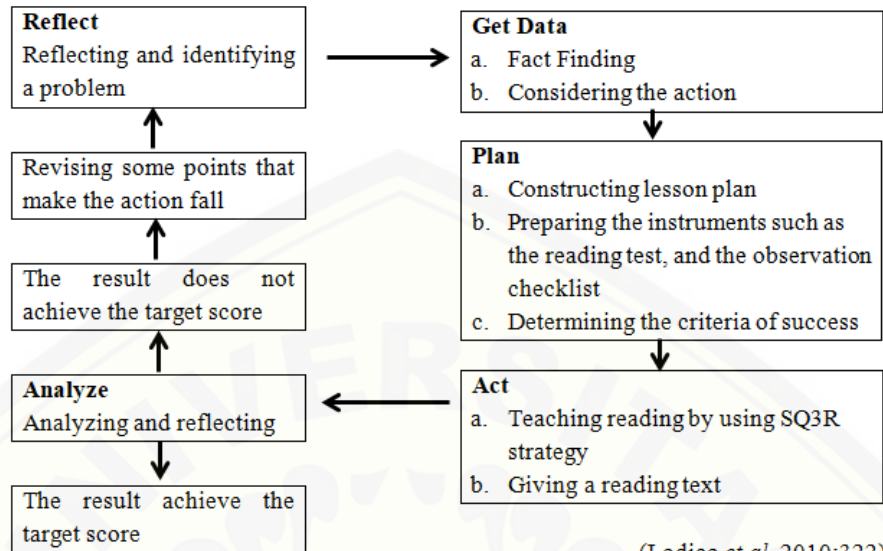 Reflect
Reflecting and identifying
a problem
Get Data
a. Fact Finding
b. Considering the action
Plan
a. Constructing lesson plan
b. Preparing the instruments such as
the reading test, and the observation
checklist
c. Determining the criteria of success
Act
a. Teaching reading by using SQ3R
strategy
b. Giving a reading text
Analyze
Analyzing and reflecting
The result does not
achieve the target score
Revising some points that
make the action fall
The result achieve the
target score
UNIVERSITA